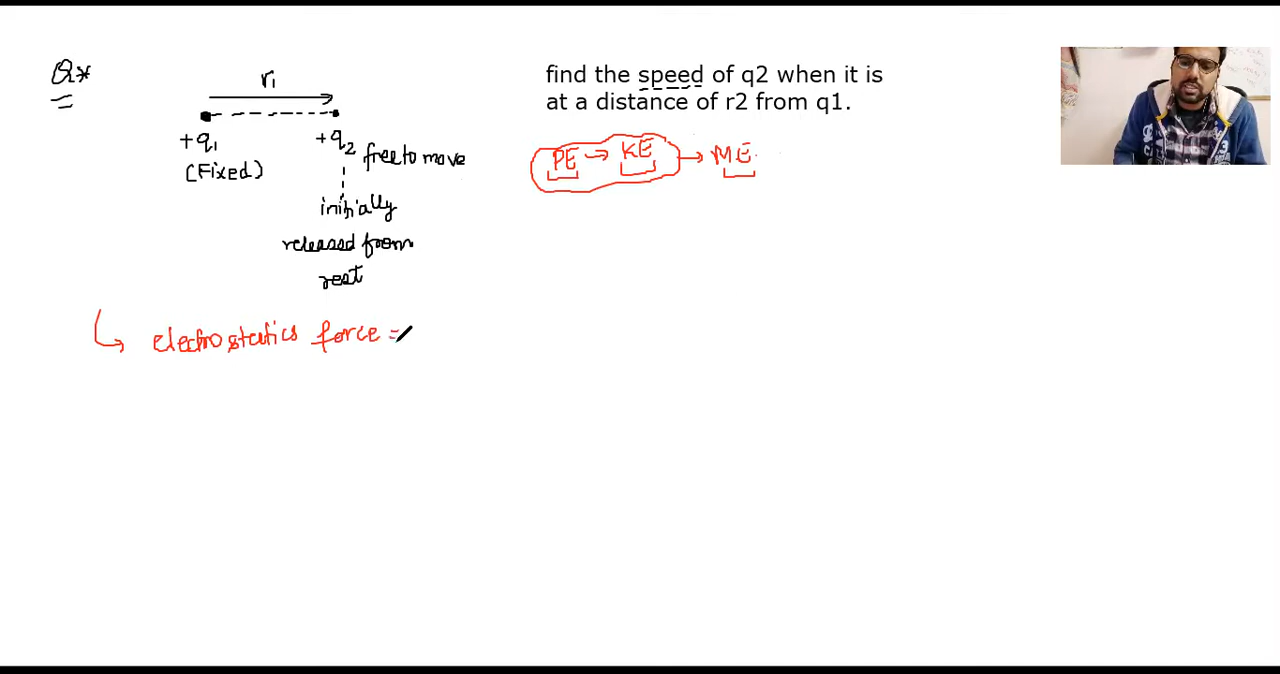 Q*
r1
find the speed of q2 when it is
at a distance of r2 from q1.
+q1
(Fixed)
+q2 free to move
PE → KE → ME.
initially
released from
rest
↳ electrostatics force =